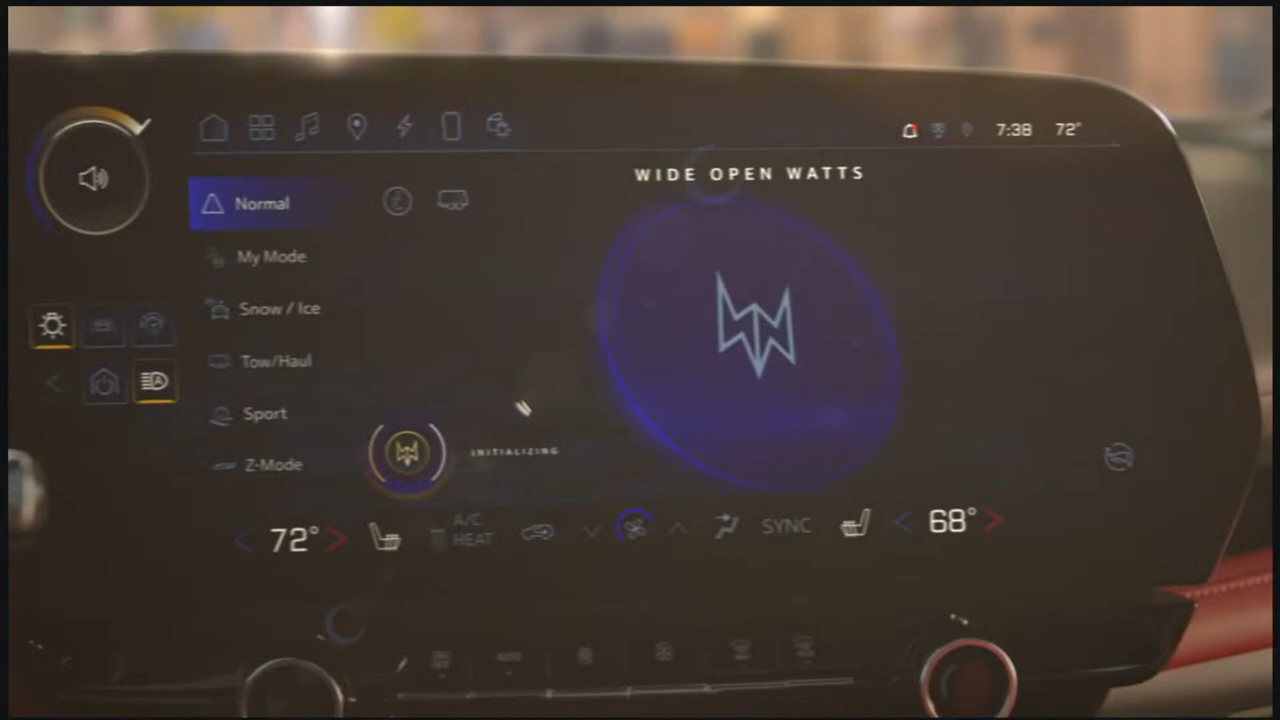 7:38 72°
WIDE OPEN WATTS
Normal
My Mode
Snow / Ice
Tow/Haul
Sport
Z-Mode
INITIALIZING
72°
A/C
HEAT
SYNC
68°
AUTO